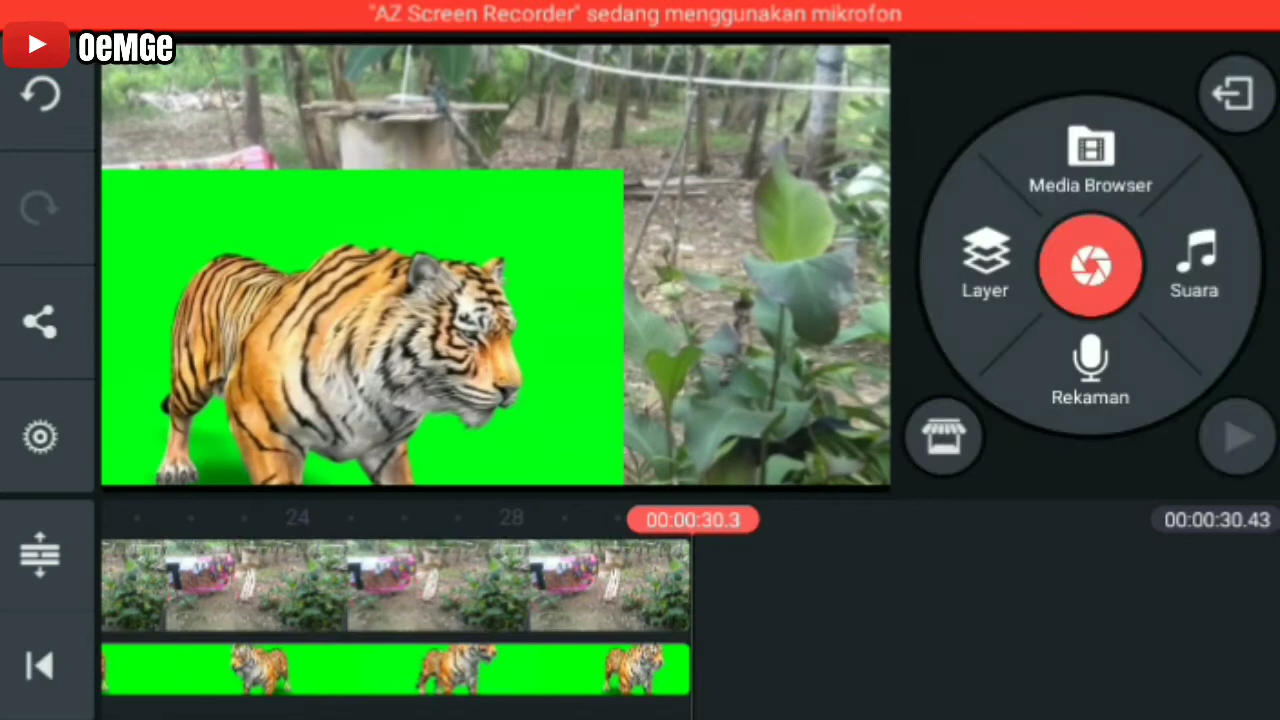 "AZ Screen Recorder" sedang menggunakan mikrofon
OeMGe
Media Browser
Layer
Suara
Rekaman
24
28
00:00:30.3
00:00:30.43